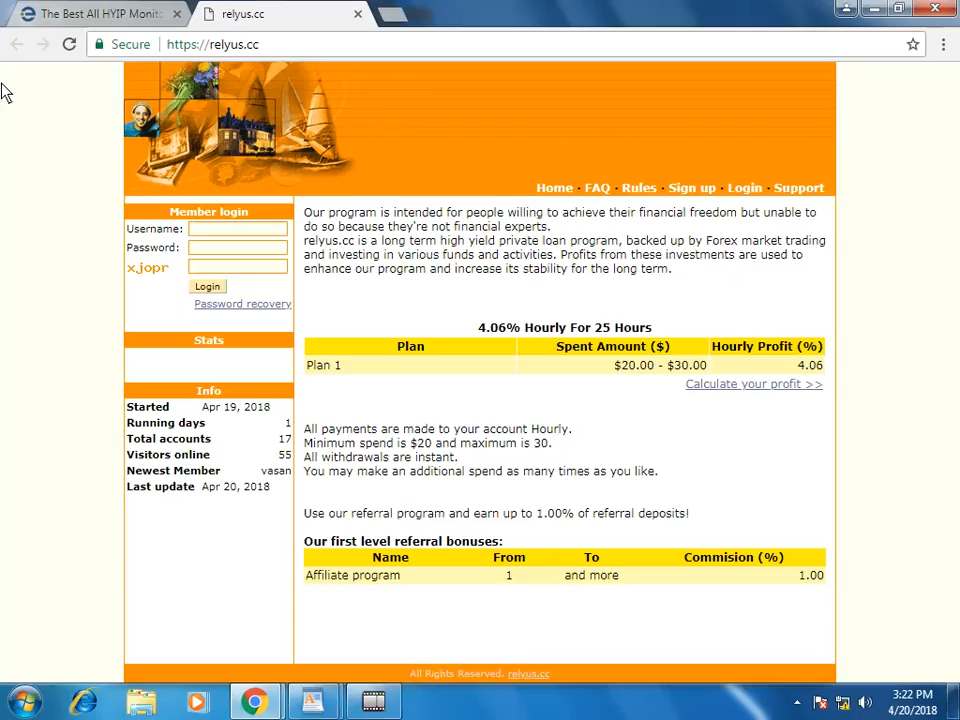 The Best All HYIP Monito
relyus.cc
Secure
https://relyus.cc
Home · FAQ · Rules · Sign up · Login · Support
Member login
Username:
Password:
xjopr
Login
Password recovery
Stats
Info
Started Apr 19, 2018
Running days 1
Total accounts 17
Visitors online 55
Newest Member vasan
Last update Apr 20, 2018
Our program is intended for people willing to achieve their financial freedom but unable to
do so because they're not financial experts.
relyus.cc is a long term high yield private loan program, backed up by Forex market trading
and investing in various funds and activities. Profits from these investments are used to
enhance our program and increase its stability for the long term.
4.06% Hourly For 25 Hours
Plan Spent Amount ($) Hourly Profit (%)
Plan 1 $20.00 - $30.00 4.06
Calculate your profit >>
All payments are made to your account Hourly.
Minimum spend is $20 and maximum is 30.
All withdrawals are instant.
You may make an additional spend as many times as you like.
Use our referral program and earn up to 1.00% of referral deposits!
Our first level referral bonuses:
Name From To Commision (%)
Affiliate program 1 and more 1.00
All Rights Reserved. relyus.cc
3:22 PM
4/20/2018